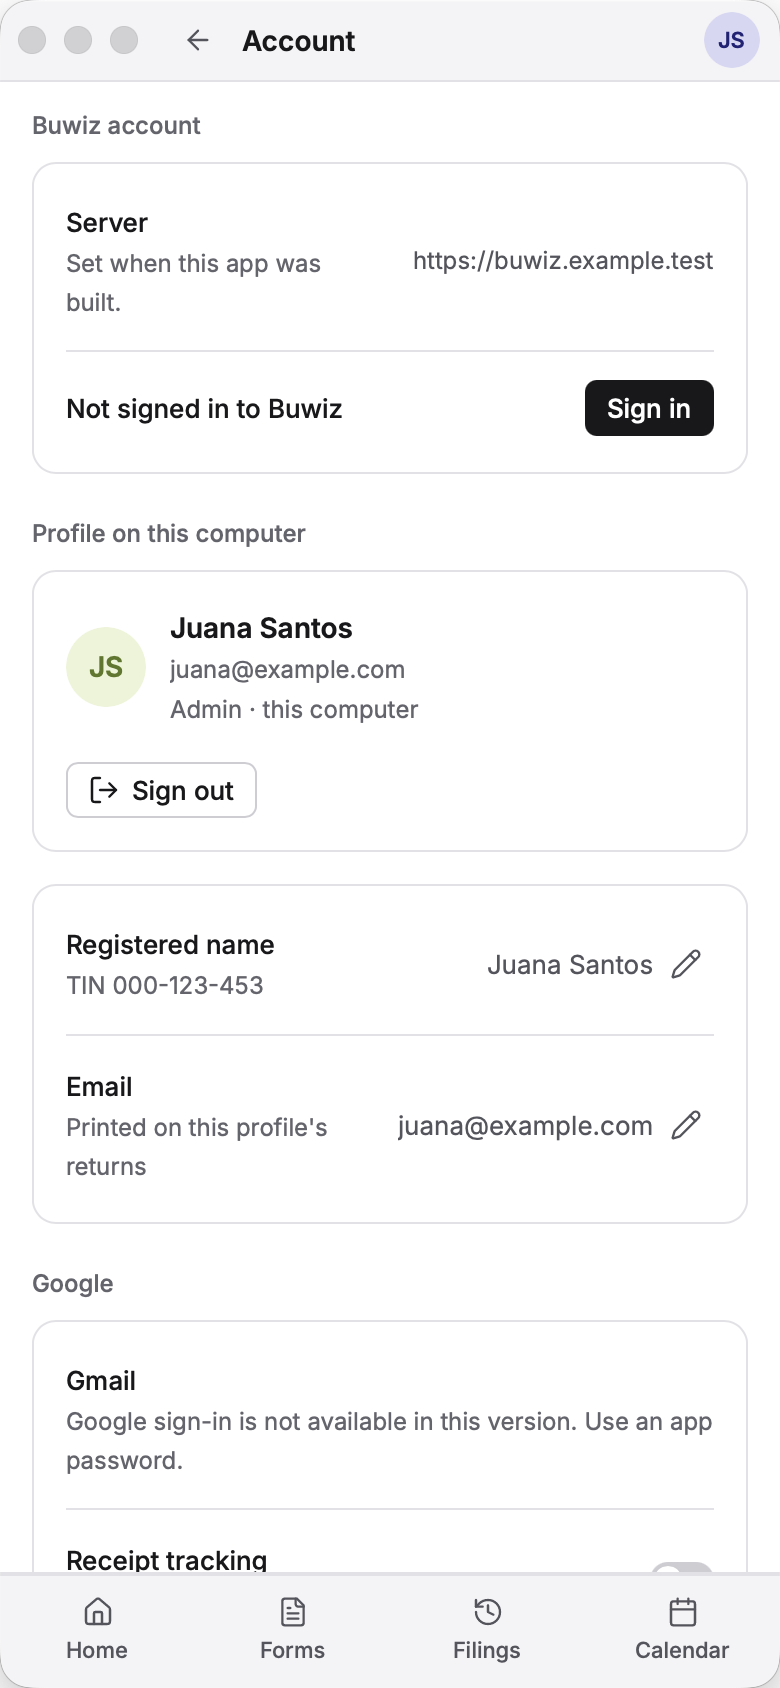 Account
JS
Buwiz account
Server
Set when this app was
built.
https://buwiz.example.test
Not signed in to Buwiz
Sign in
Profile on this computer
JS
Juana Santos
juana@example.com
Admin · this computer
Sign out
Registered name
TIN 000-123-453
Juana Santos
Email
Printed on this profile's
returns
juana@example.com
Google
Gmail
Google sign-in is not available in this version. Use an app
password.
Receipt tracking
Home
Forms
Filings
Calendar